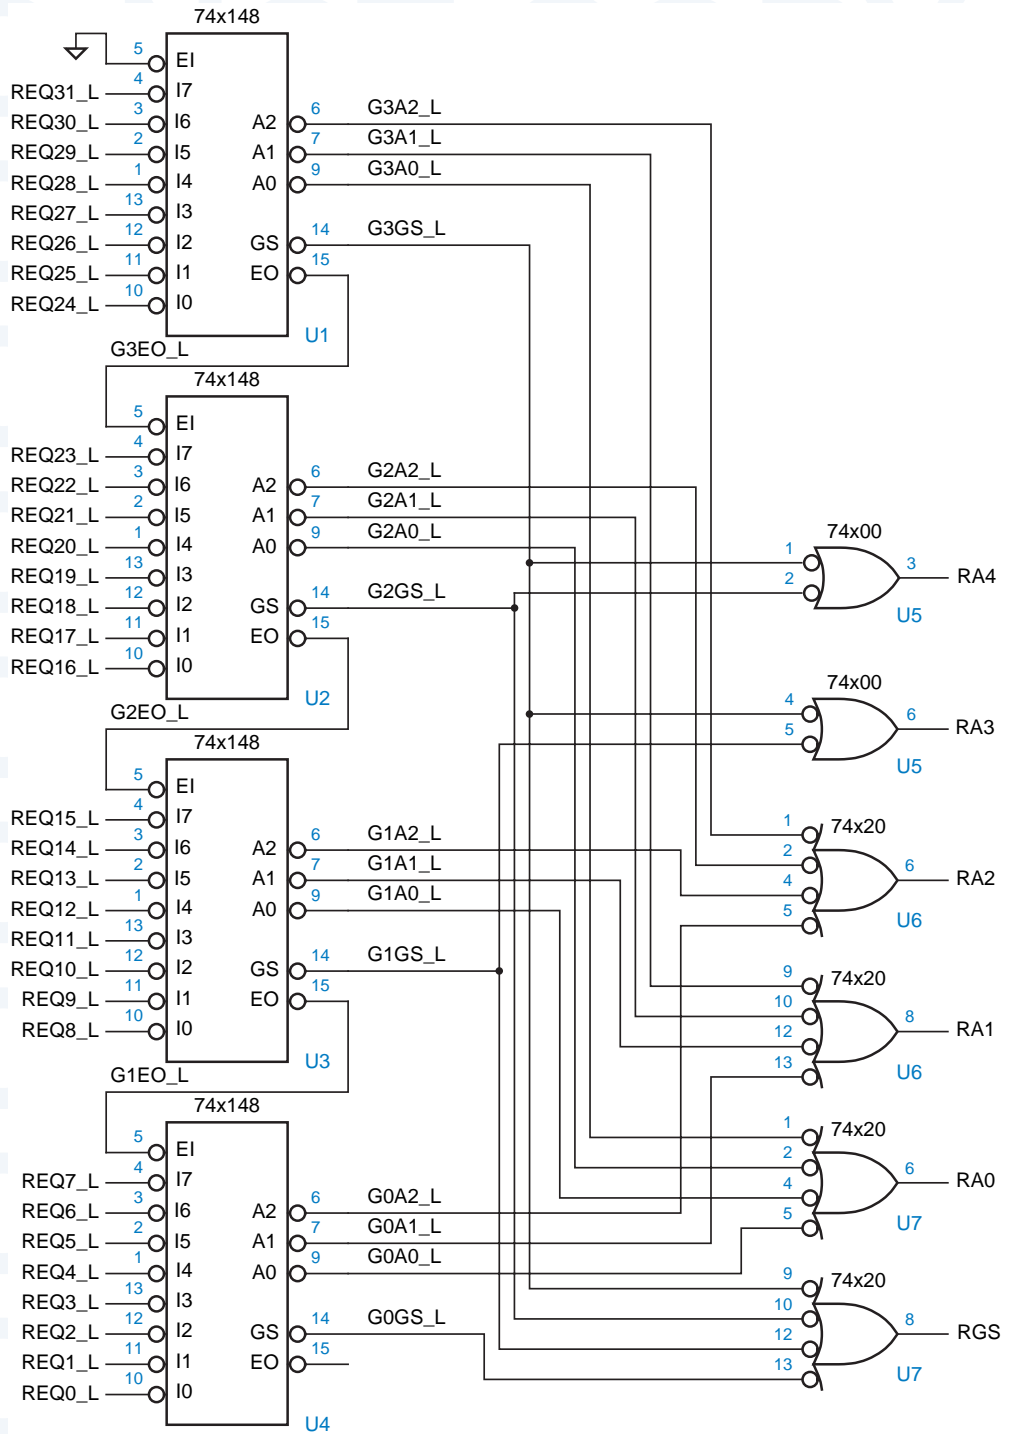 74x148
5 EI
REQ31_L 4 I7
REQ30_L 3 I6 A2 6 G3A2_L
REQ29_L 2 I5 A1 7 G3A1_L
REQ28_L 1 I4 A0 9 G3A0_L
REQ27_L 13 I3
REQ26_L 12 I2 GS 14 G3GS_L
REQ25_L 11 I1 EO 15
REQ24_L 10 I0
U1
G3EO_L
74x148
5 EI
REQ23_L 4 I7
REQ22_L 3 I6 A2 6 G2A2_L
REQ21_L 2 I5 A1 7 G2A1_L
REQ20_L 1 I4 A0 9 G2A0_L
REQ19_L 13 I3
REQ18_L 12 I2 GS 14 G2GS_L
REQ17_L 11 I1 EO 15
REQ16_L 10 I0
U2
G2EO_L
74x148
5 EI
REQ15_L 4 I7
REQ14_L 3 I6 A2 6 G1A2_L
REQ13_L 2 I5 A1 7 G1A1_L
REQ12_L 1 I4 A0 9 G1A0_L
REQ11_L 13 I3
REQ10_L 12 I2 GS 14 G1GS_L
REQ9_L 11 I1 EO 15
REQ8_L 10 I0
U3
G1EO_L
74x148
5 EI
REQ7_L 4 I7
REQ6_L 3 I6 A2 6 G0A2_L
REQ5_L 2 I5 A1 7 G0A1_L
REQ4_L 1 I4 A0 9 G0A0_L
REQ3_L 13 I3
REQ2_L 12 I2 GS 14 G0GS_L
REQ1_L 11 I1 EO 15
REQ0_L 10 I0
U4
74x00
1
2
3 RA4
U5
74x00
4
5
6 RA3
U5
74x20
1
2
4
5
6 RA2
U6
74x20
9
10
12
13
8 RA1
U6
74x20
1
2
4
5
6 RA0
U7
74x20
9
10
12
13
8 RGS
U7